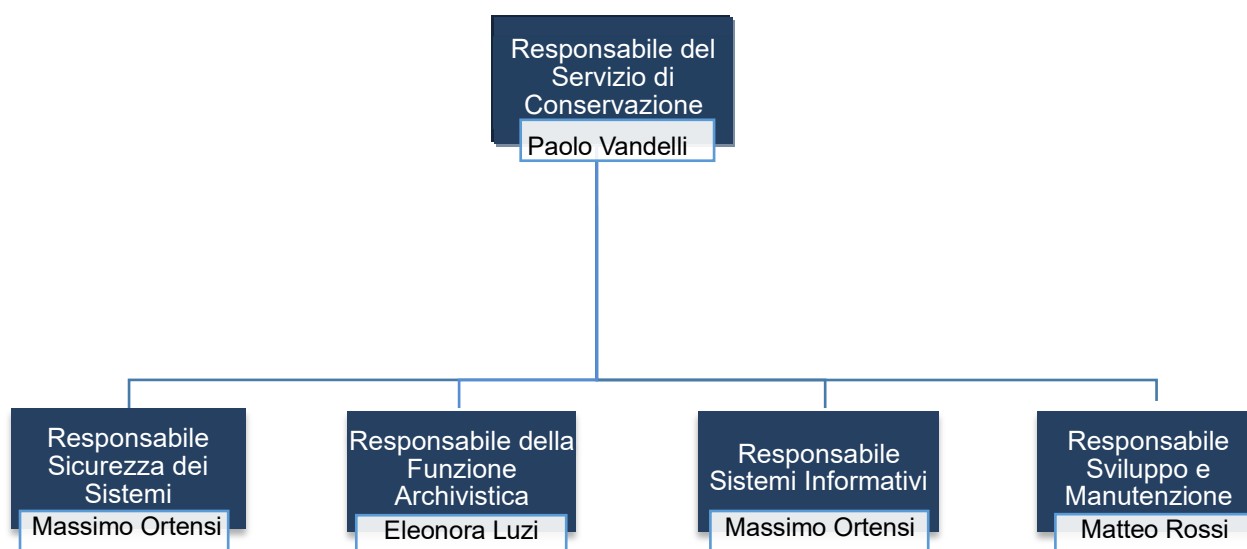 Responsabile del
Servizio di
Conservazione
Paolo Vandelli
Responsabile
Sicurezza dei
Sistemi
Massimo Ortensi
Responsabile della
Funzione
Archivistica
Eleonora Luzi
Responsabile
Sistemi Informativi
Massimo Ortensi
Responsabile
Sviluppo e
Manutenzione
Matteo Rossi